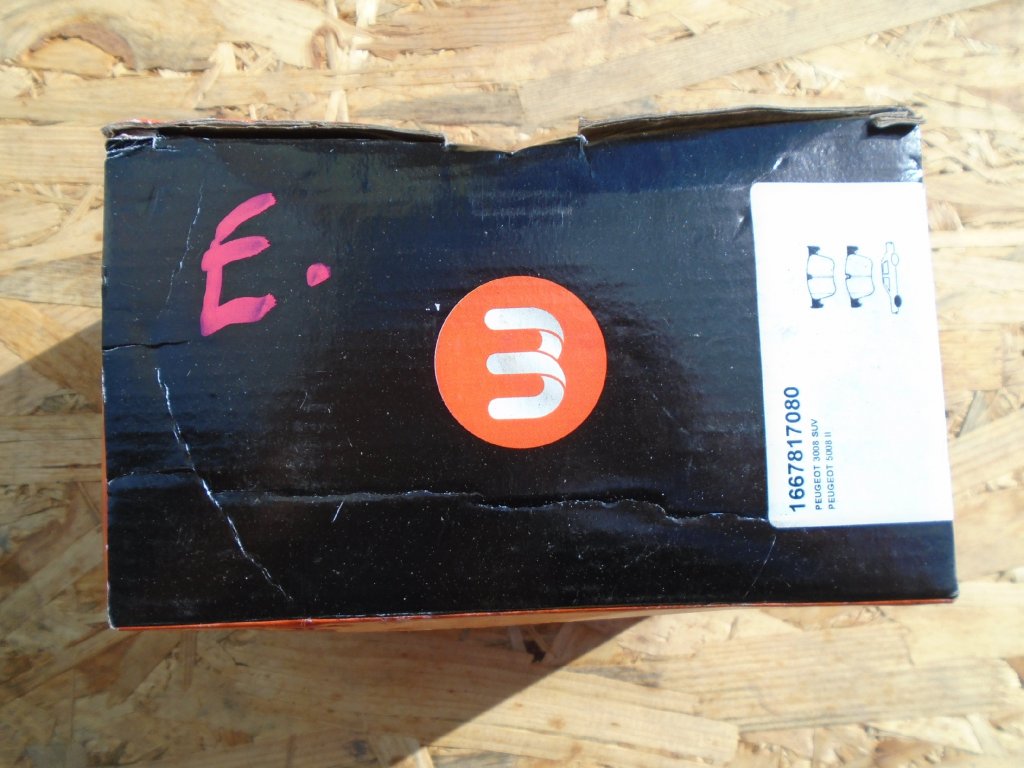 E.
1667817080
PEUGEOT 3008 SUV
PEUGEOT 5008 II